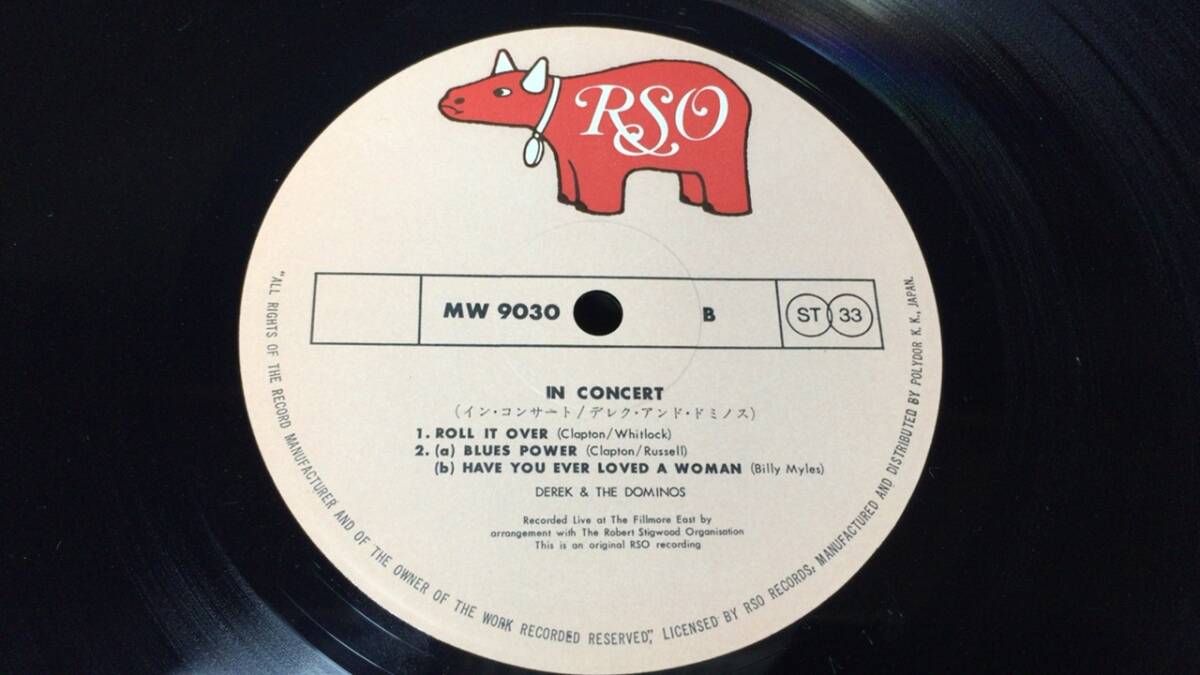 RSO
MW 9030 B ST 33
IN CONCERT
(イン・コンサート/デレク・アンド・ドミノス)
1. ROLL IT OVER (Clapton/Whitlock)
2. (a) BLUES POWER (Clapton/Russell)
(b) HAVE YOU EVER LOVED A WOMAN (Billy Myles)
DEREK & THE DOMINOS
Recorded Live at The Fillmore East by
arrangement with The Robert Stigwood Organisation
This is an original RSO recording
"ALL RIGHTS OF THE RECORD MANUFACTURER AND OF THE OWNER OF THE WORK RECORDED RESERVED", LICENSED BY RSO RECORDS; MANUFACTURED AND DISTRIBUTED BY POLYDOR K. K., JAPAN.